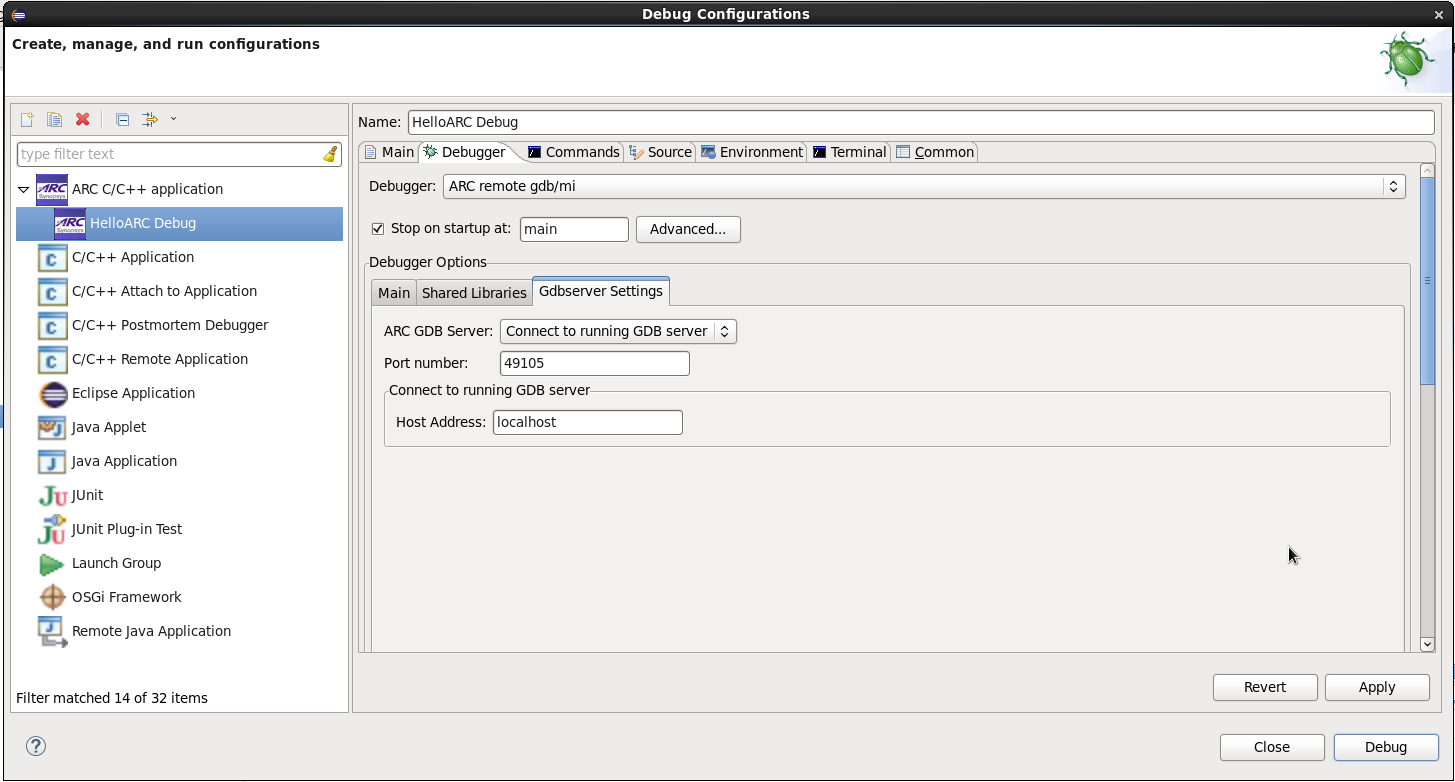 Debug Configurations
Create, manage, and run configurations
type filter text
ARC Synopsys ARC C/C++ application
ARC Synopsys HelloARC Debug
C C/C++ Application
C C/C++ Attach to Application
C C/C++ Postmortem Debugger
C C/C++ Remote Application
Eclipse Application
J Java Applet
J Java Application
JU JUnit
JU JUnit Plug-in Test
Launch Group
OSGi Framework
J Remote Java Application
Filter matched 14 of 32 items
Name: HelloARC Debug
Main Debugger Commands Source Environment Terminal Common
Debugger: ARC remote gdb/mi
Stop on startup at: main Advanced...
Debugger Options
Main Shared Libraries Gdbserver Settings
ARC GDB Server: Connect to running GDB server
Port number: 49105
Connect to running GDB server
Host Address: localhost
Revert Apply
? Close Debug